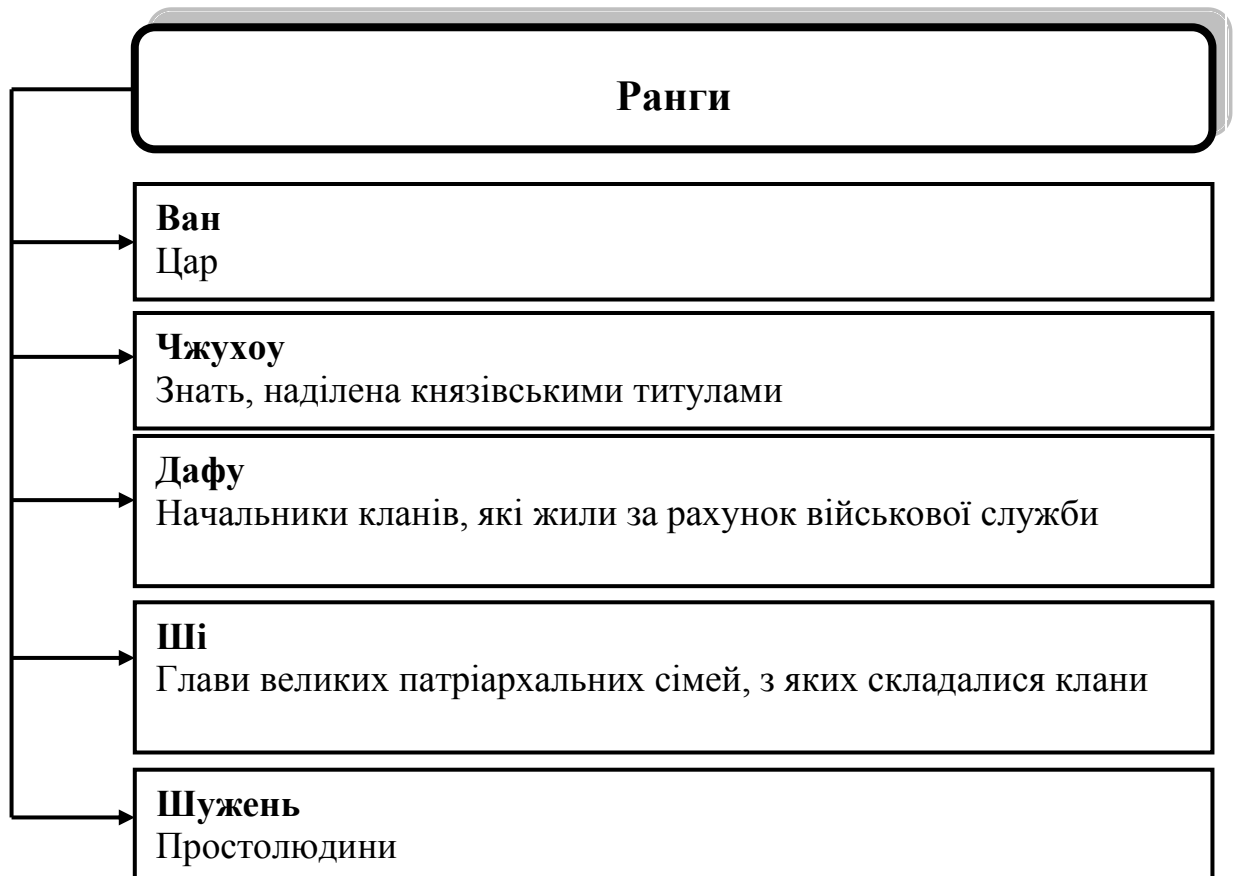 Ранги
Ван
Цар
Чжухоу
Знать, наділена князівськими титулами
Дафу
Начальники кланів, які жили за рахунок військової служби
Ші
Глави великих патріархальних сімей, з яких складалися клани
Шужень
Простолюдини